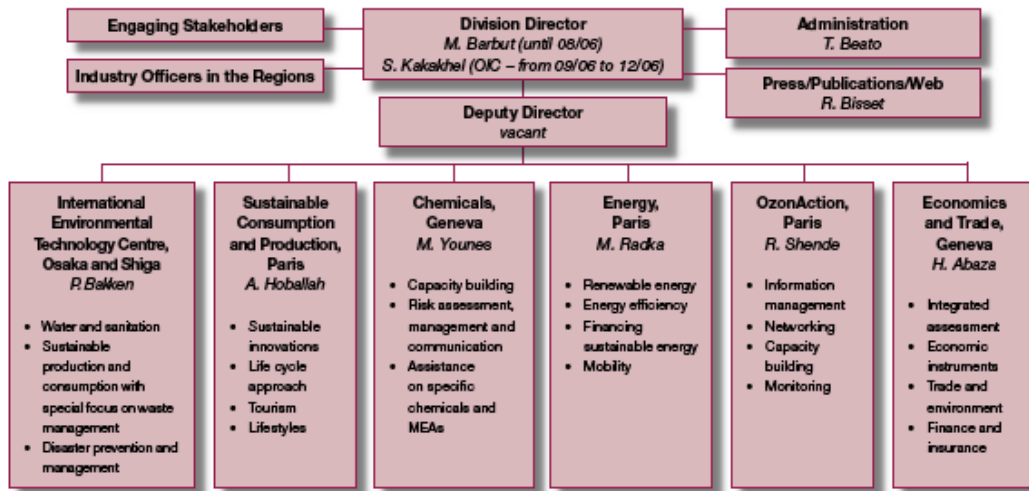 Engaging Stakeholders
Industry Officers in the Regions
Division Director
M. Barbut (until 08/06)
S. Kakakhel (OIC – from 09/06 to 12/06)
Administration
T. Beato
Press/Publications/Web
R. Bisset
Deputy Director
vacant
International
Environmental
Technology Centre,
Osaka and Shiga
P. Bakken
• Water and sanitation
• Sustainable
production and
consumption with
special focus on waste
management
• Disaster prevention and
management
Sustainable
Consumption
and Production,
Paris
A. Hoballah
• Sustainable
innovations
• Life cycle
approach
• Tourism
• Lifestyles
Chemicals,
Geneva
M. Younes
• Capacity building
• Risk assessment,
management and
communication
• Assistance
on specific
chemicals and
MEAs
Energy,
Paris
M. Radka
• Renewable energy
• Energy efficiency
• Financing
sustainable energy
• Mobility
OzonAction,
Paris
R. Shende
• Information
management
• Networking
• Capacity
building
• Monitoring
Economics
and Trade,
Geneva
H. Abaza
• Integrated
assessment
• Economic
instruments
• Trade and
environment
• Finance and
insurance